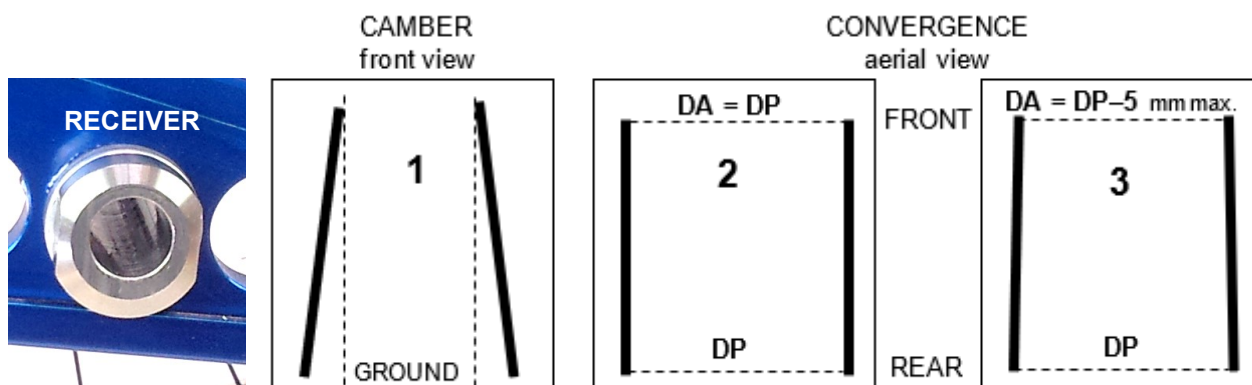 RECEIVER
CAMBER
front view
1
GROUND
CONVERGENCE
aerial view
DA = DP
2
DP
FRONT
REAR
DA = DP–5 mm max.
3
DP